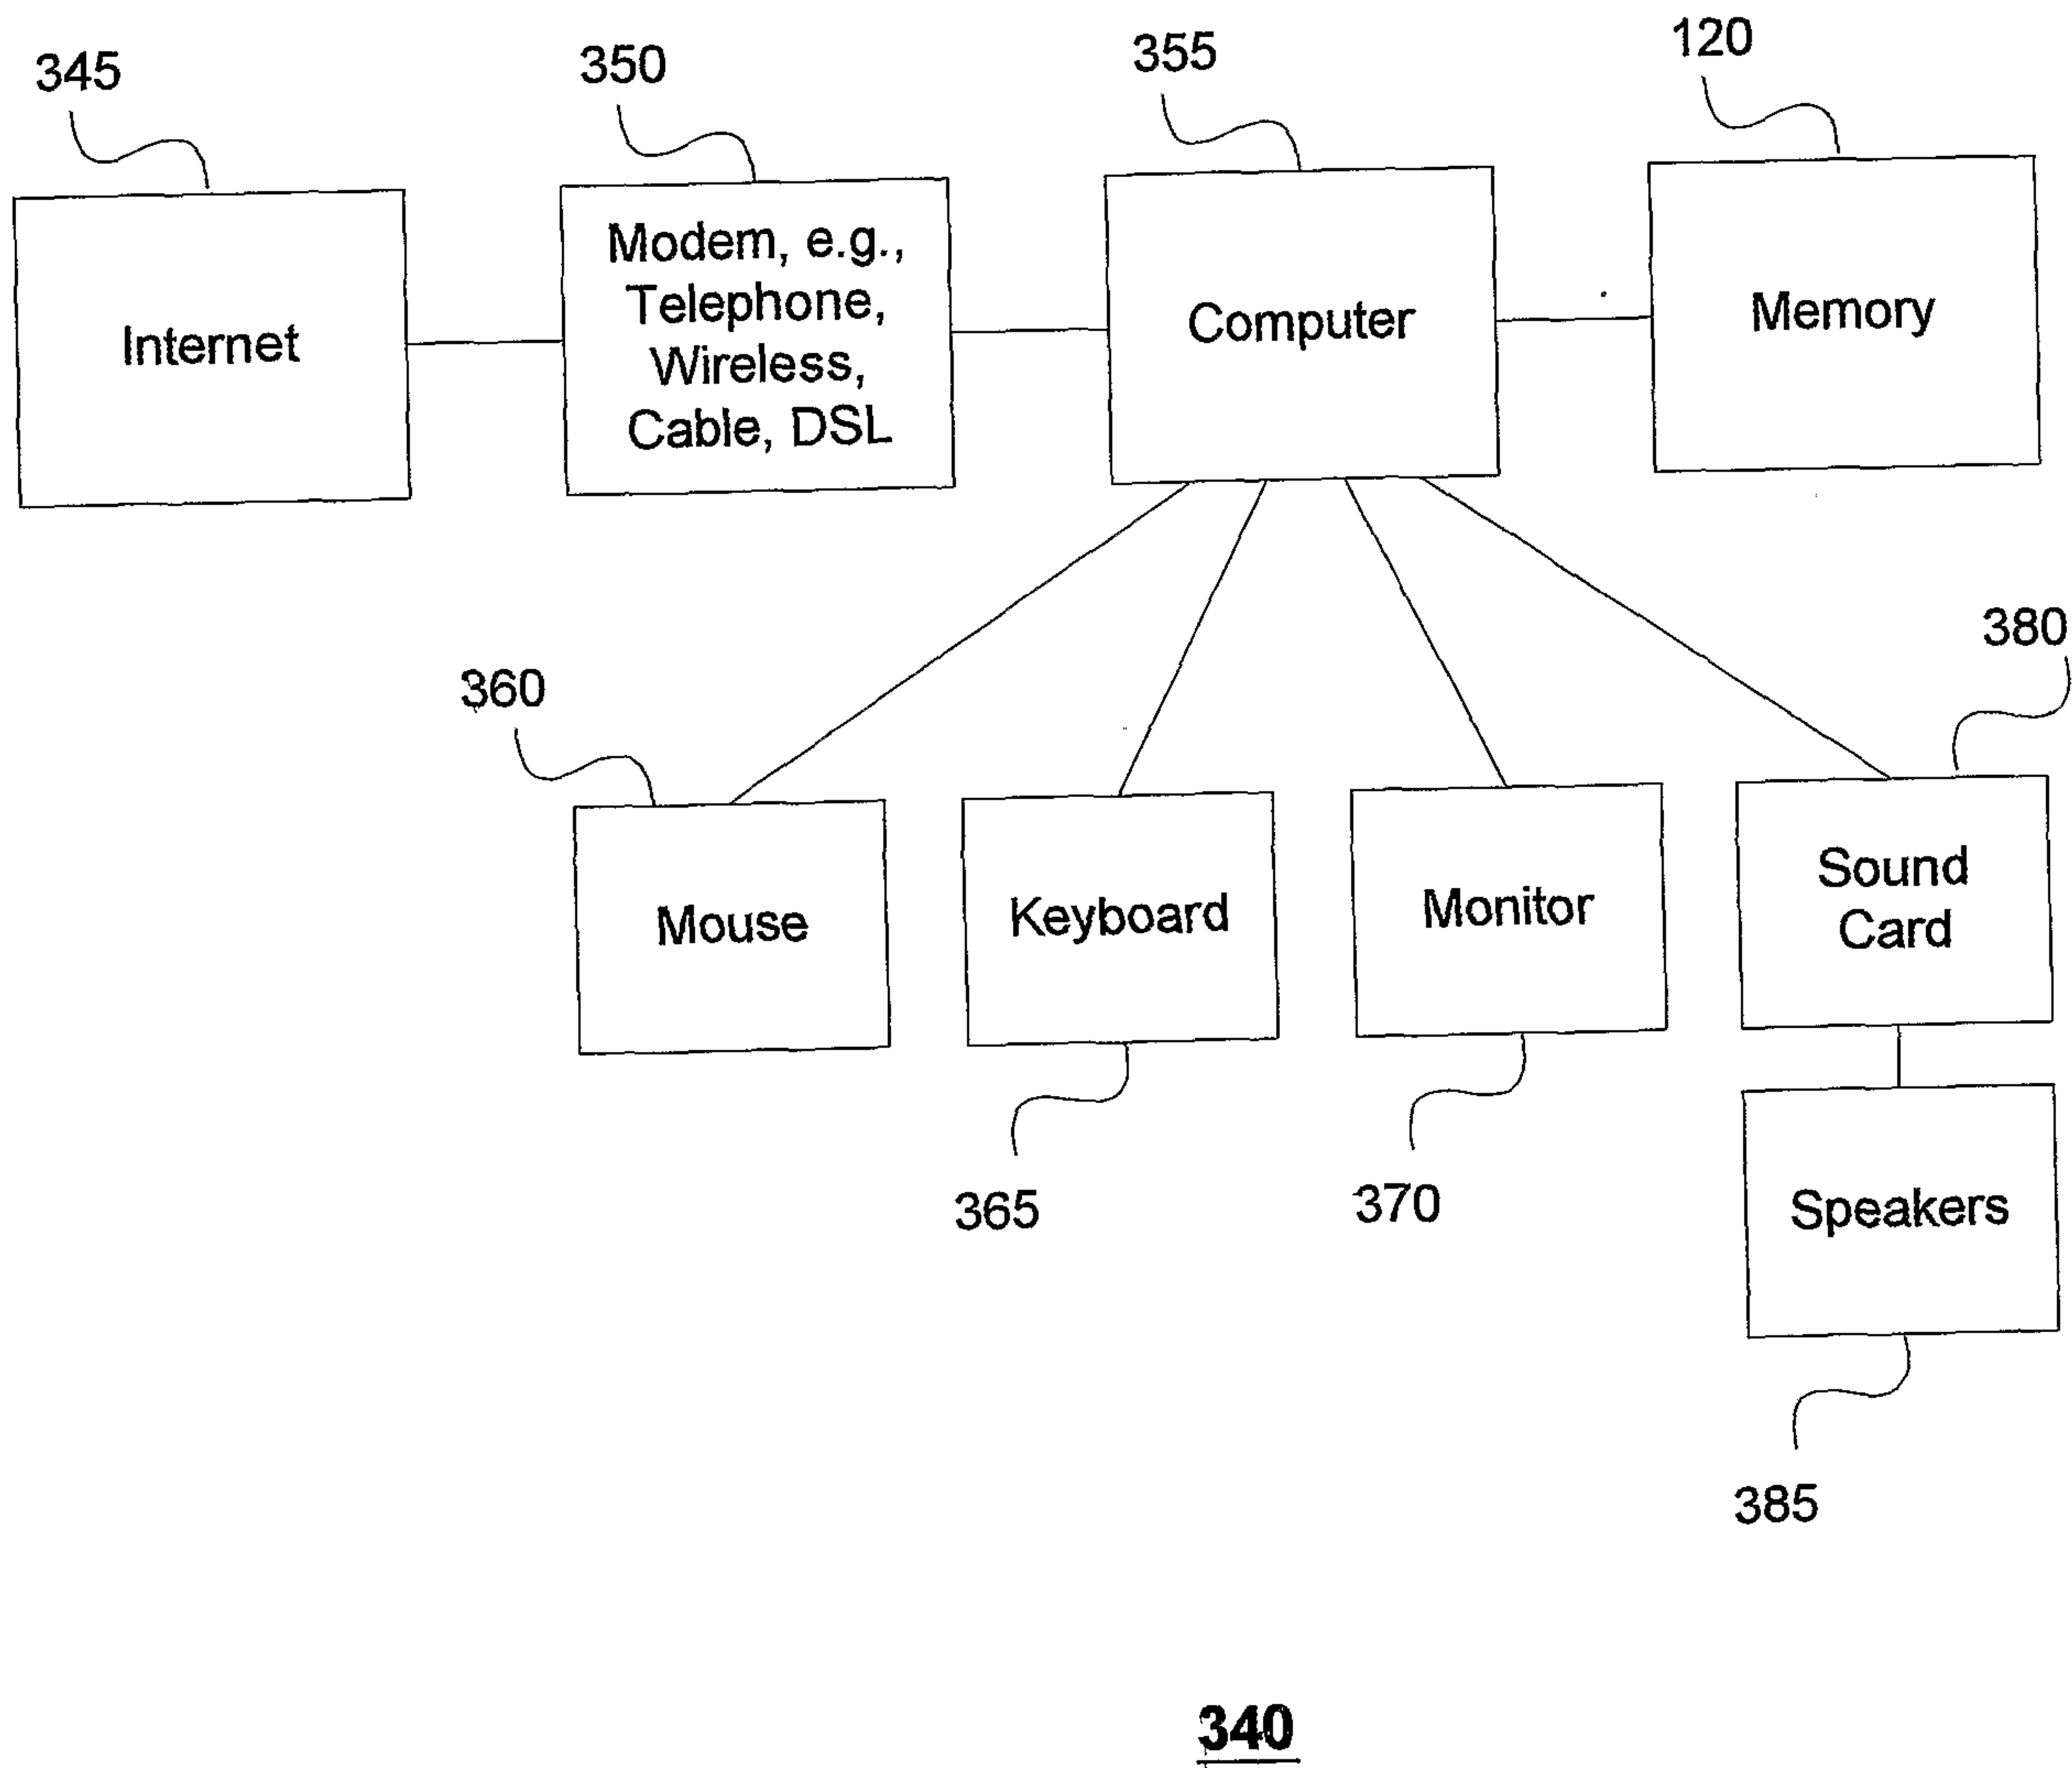 345
350
355
120
Internet
Modem, e.g.,
Telephone,
Wireless,
Cable, DSL
Computer
Memory
360
380
Mouse
Keyboard
Monitor
Sound
Card
365
370
Speakers
385
340